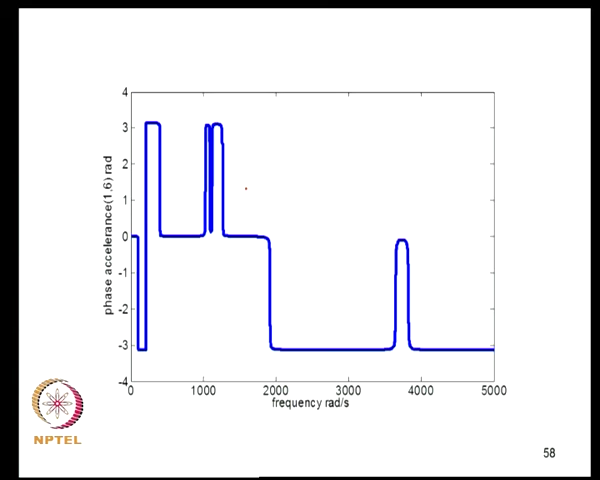 4
3
2
1
0
-1
-2
-3
-4
phase accelerance(1,6) rad
0 1000 2000 3000 4000 5000
frequency rad/s
NPTEL
58